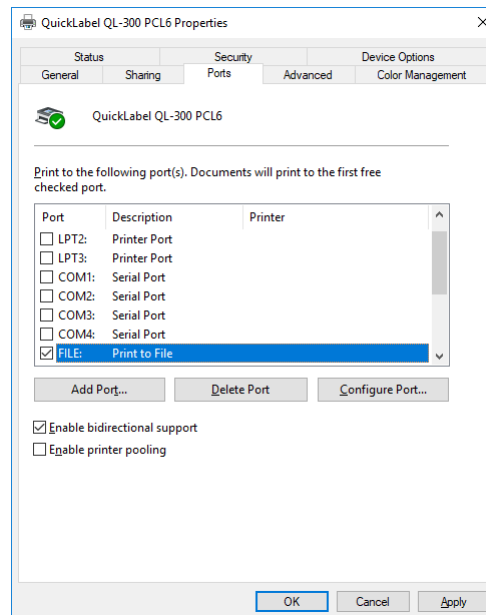 QuickLabel QL-300 PCL6 Properties
Status Security Device Options
General Sharing Ports Advanced Color Management
QuickLabel QL-300 PCL6
Print to the following port(s). Documents will print to the first free
checked port.
Port Description Printer
LPT2: Printer Port
LPT3: Printer Port
COM1: Serial Port
COM2: Serial Port
COM3: Serial Port
COM4: Serial Port
FILE: Print to File
Add Port... Delete Port Configure Port...
Enable bidirectional support
Enable printer pooling
OK Cancel Apply